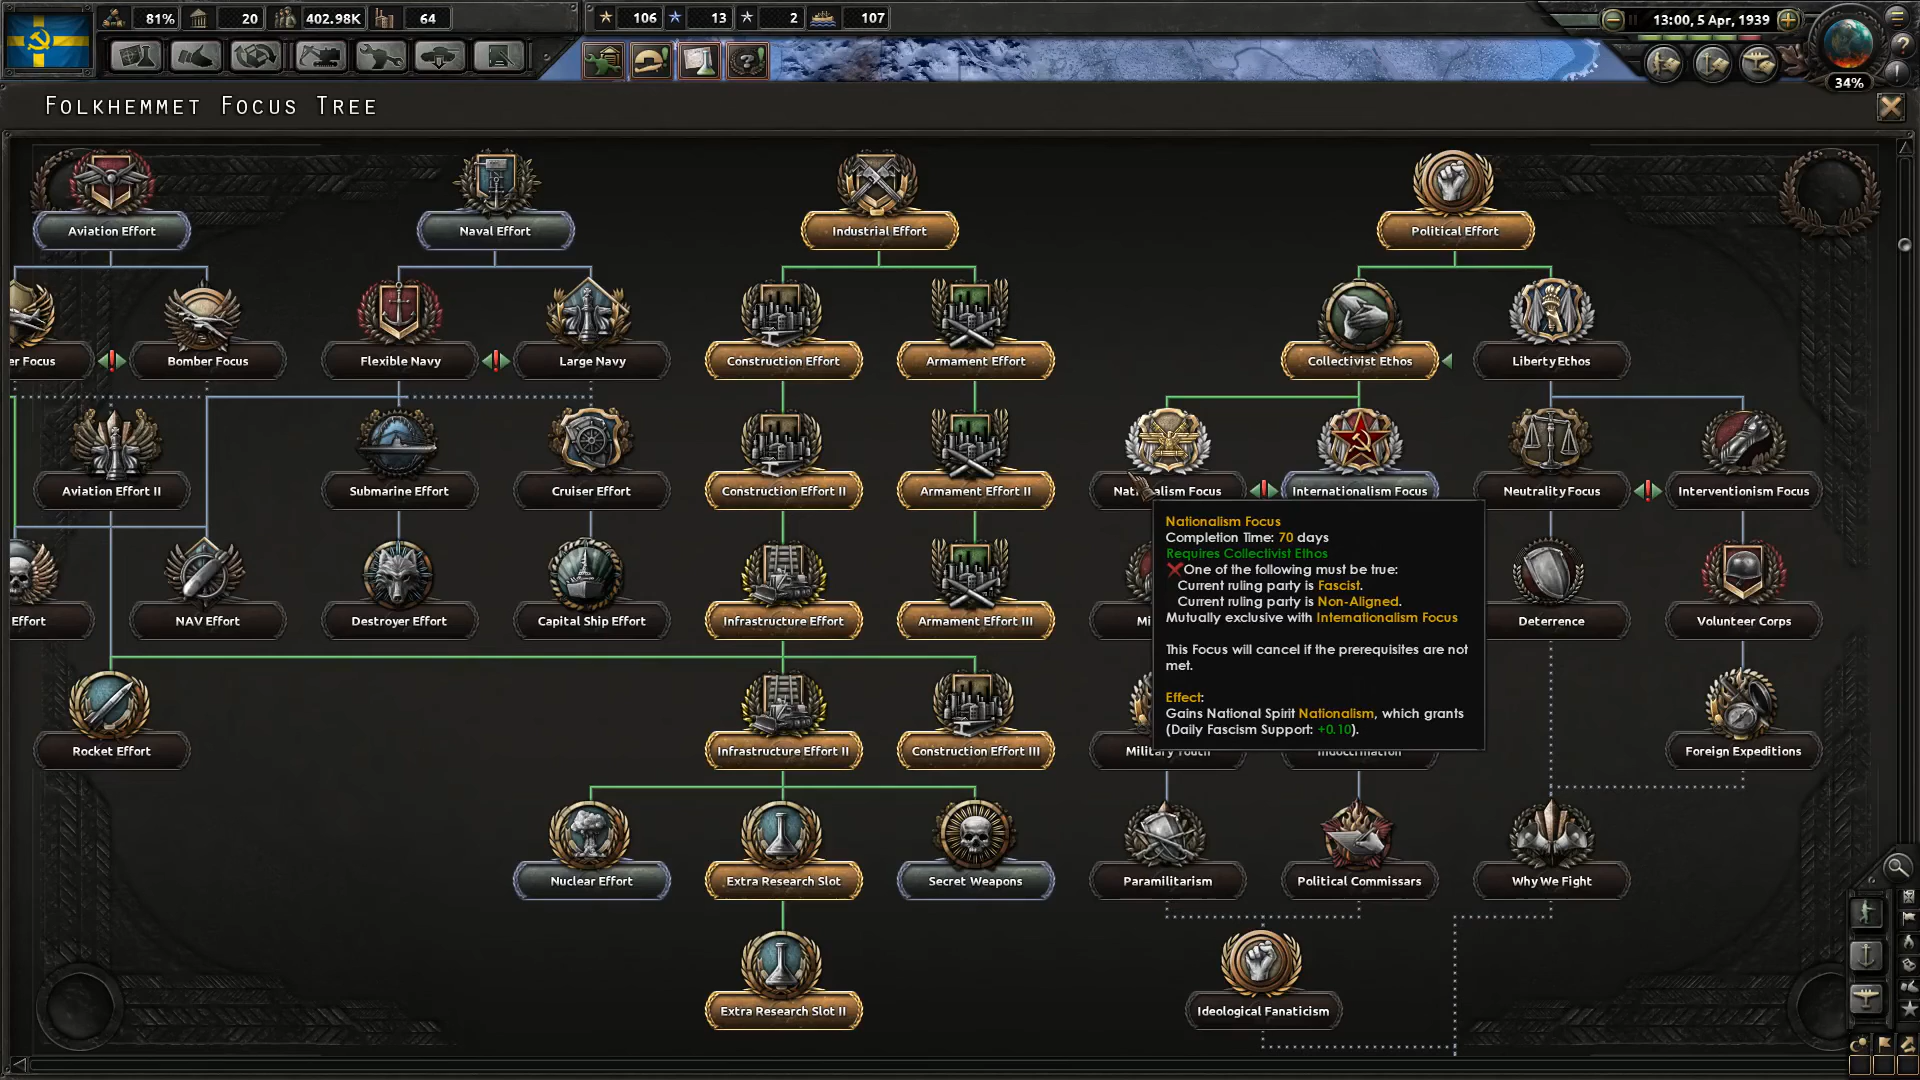 81%
20
402.98K
64
106
13
2
107
13:00, 5 Apr, 1939
34%
Folkhemmet Focus Tree
Aviation Effort
Naval Effort
Industrial Effort
Political Effort
er Focus
Bomber Focus
Flexible Navy
Large Navy
Construction Effort
Armament Effort
Collectivist Ethos
Liberty Ethos
Aviation Effort II
Submarine Effort
Cruiser Effort
Construction Effort II
Armament Effort II
Nationalism Focus
Internationalism Focus
Neutrality Focus
Interventionism Focus
Nationalism Focus
Completion Time: 70 days
Requires Collectivist Ethos
One of the following must be true:
Current ruling party is Fascist.
Current ruling party is Non-Aligned.
Mutually exclusive with Internationalism Focus
This Focus will cancel if the prerequisites are not
met.
Effect:
Gains National Spirit Nationalism, which grants
(Daily Fascism Support: +0.10).
Effort
NAV Effort
Destroyer Effort
Capital Ship Effort
Infrastructure Effort
Armament Effort III
Mi
Deterrence
Volunteer Corps
Rocket Effort
Infrastructure Effort II
Construction Effort III
Military Youth
Indoctrination
Foreign Expeditions
Nuclear Effort
Extra Research Slot
Secret Weapons
Paramilitarism
Political Commissars
Why We Fight
Extra Research Slot II
Ideological Fanaticism